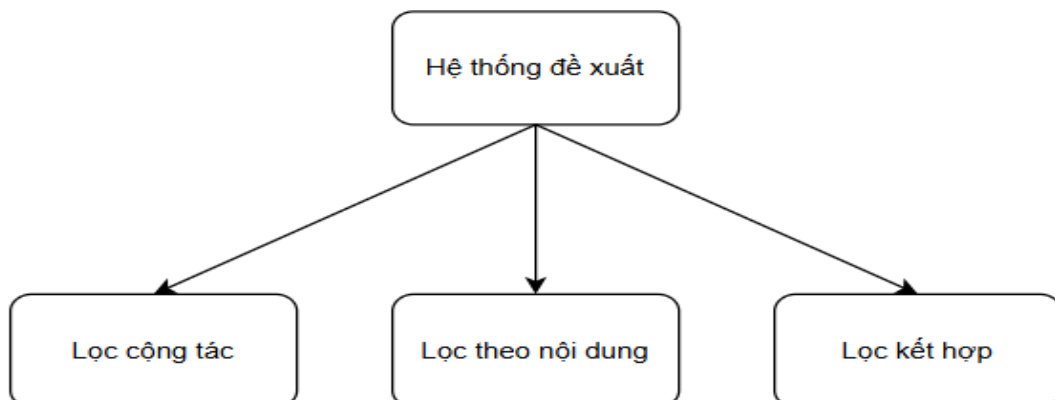 Hệ thống đề xuất
Lọc cộng tác
Lọc theo nội dung
Lọc kết hợp